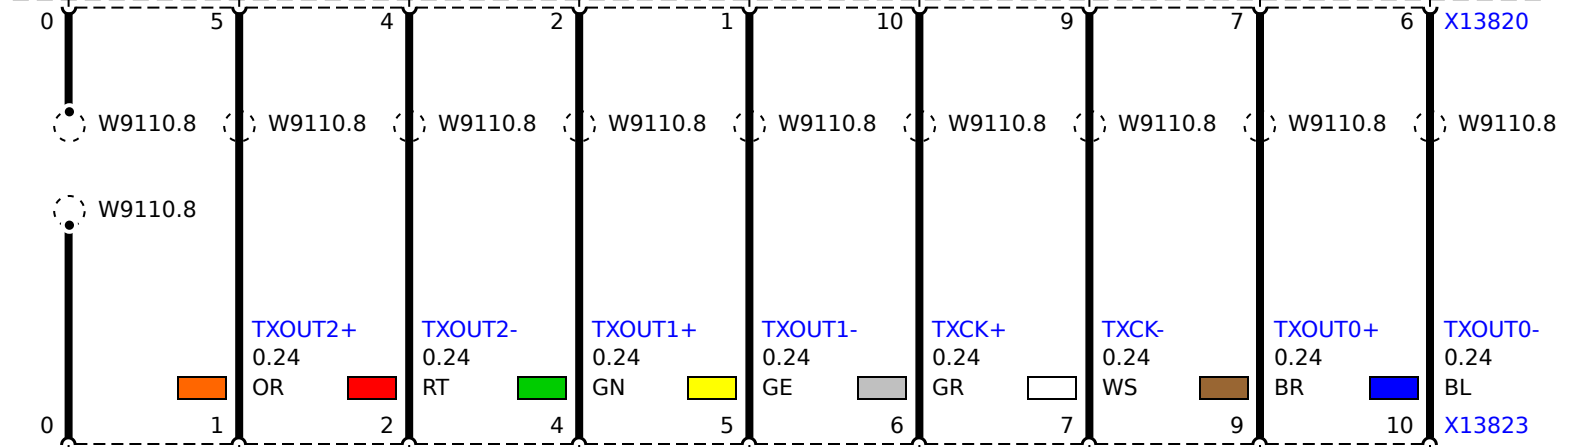 0 5 4 2 1 10 9 7 6 X13820
W9110.8 W9110.8 W9110.8 W9110.8 W9110.8 W9110.8 W9110.8 W9110.8 W9110.8
W9110.8
TXOUT2+ TXOUT2- TXOUT1+ TXOUT1- TXCK+ TXCK- TXOUT0+ TXOUT0-
0.24 0.24 0.24 0.24 0.24 0.24 0.24 0.24
OR RT GN GE GR WS BR BL
0 1 2 4 5 6 7 9 10 X13823